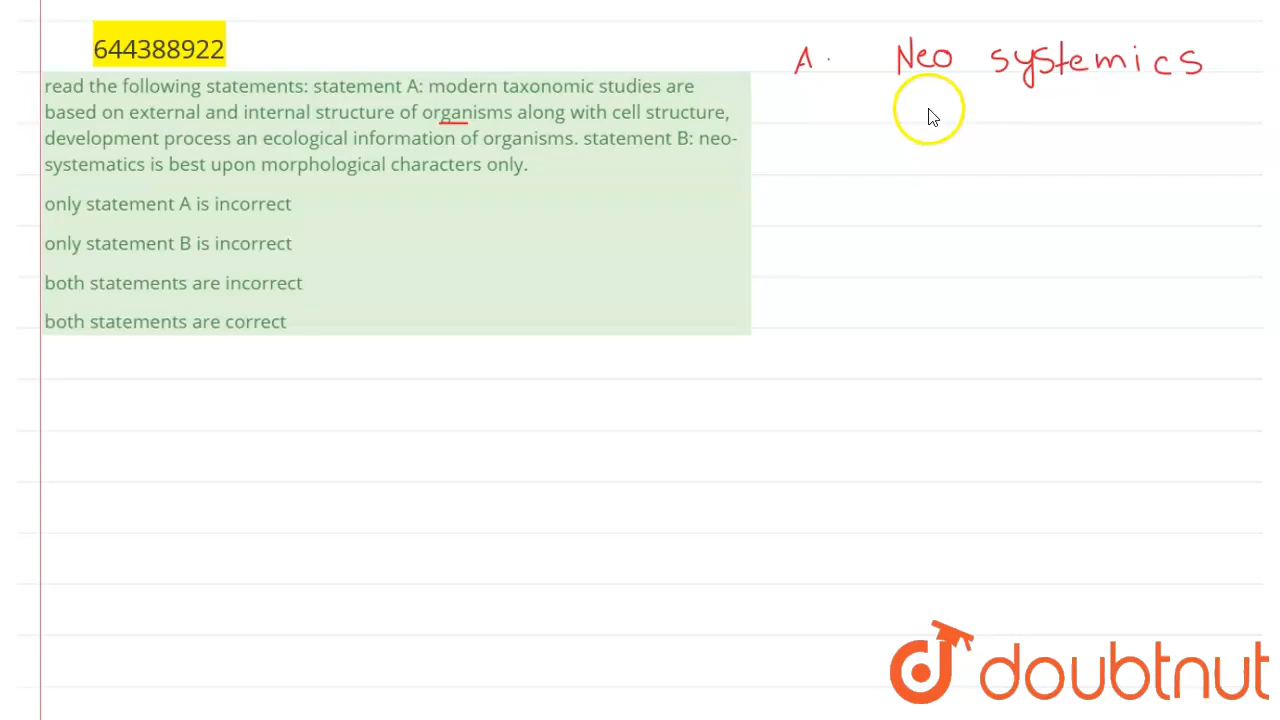 644388922
A. Neo systemics
read the following statements: statement A: modern taxonomic studies are
based on external and internal structure of organisms along with cell structure,
development process an ecological information of organisms. statement B: neo-
systematics is best upon morphological characters only.
only statement A is incorrect
only statement B is incorrect
both statements are incorrect
both statements are correct
doubtnut